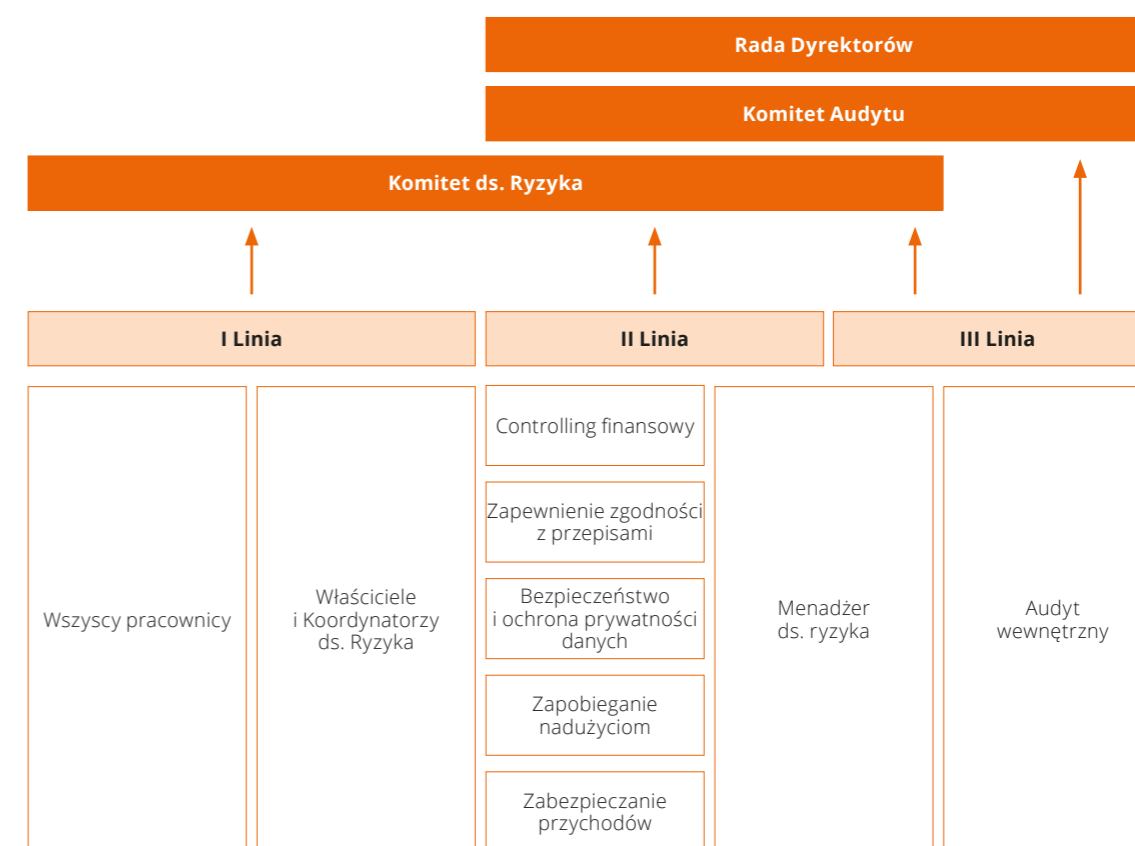 Rada Dyrektorów
Komitet Audytu
Komitet ds. Ryzyka
I Linia
II Linia
III Linia
Wszyscy pracownicy
Właściciele
i Koordynatorzy
ds. Ryzyka
Controlling finansowy
Zapewnienie zgodności
z przepisami
Bezpieczeństwo
i ochrona prywatności
danych
Zapobieganie
nadużyciom
Zabezpieczanie
przychodów
Menadżer
ds. ryzyka
Audyt
wewnętrzny